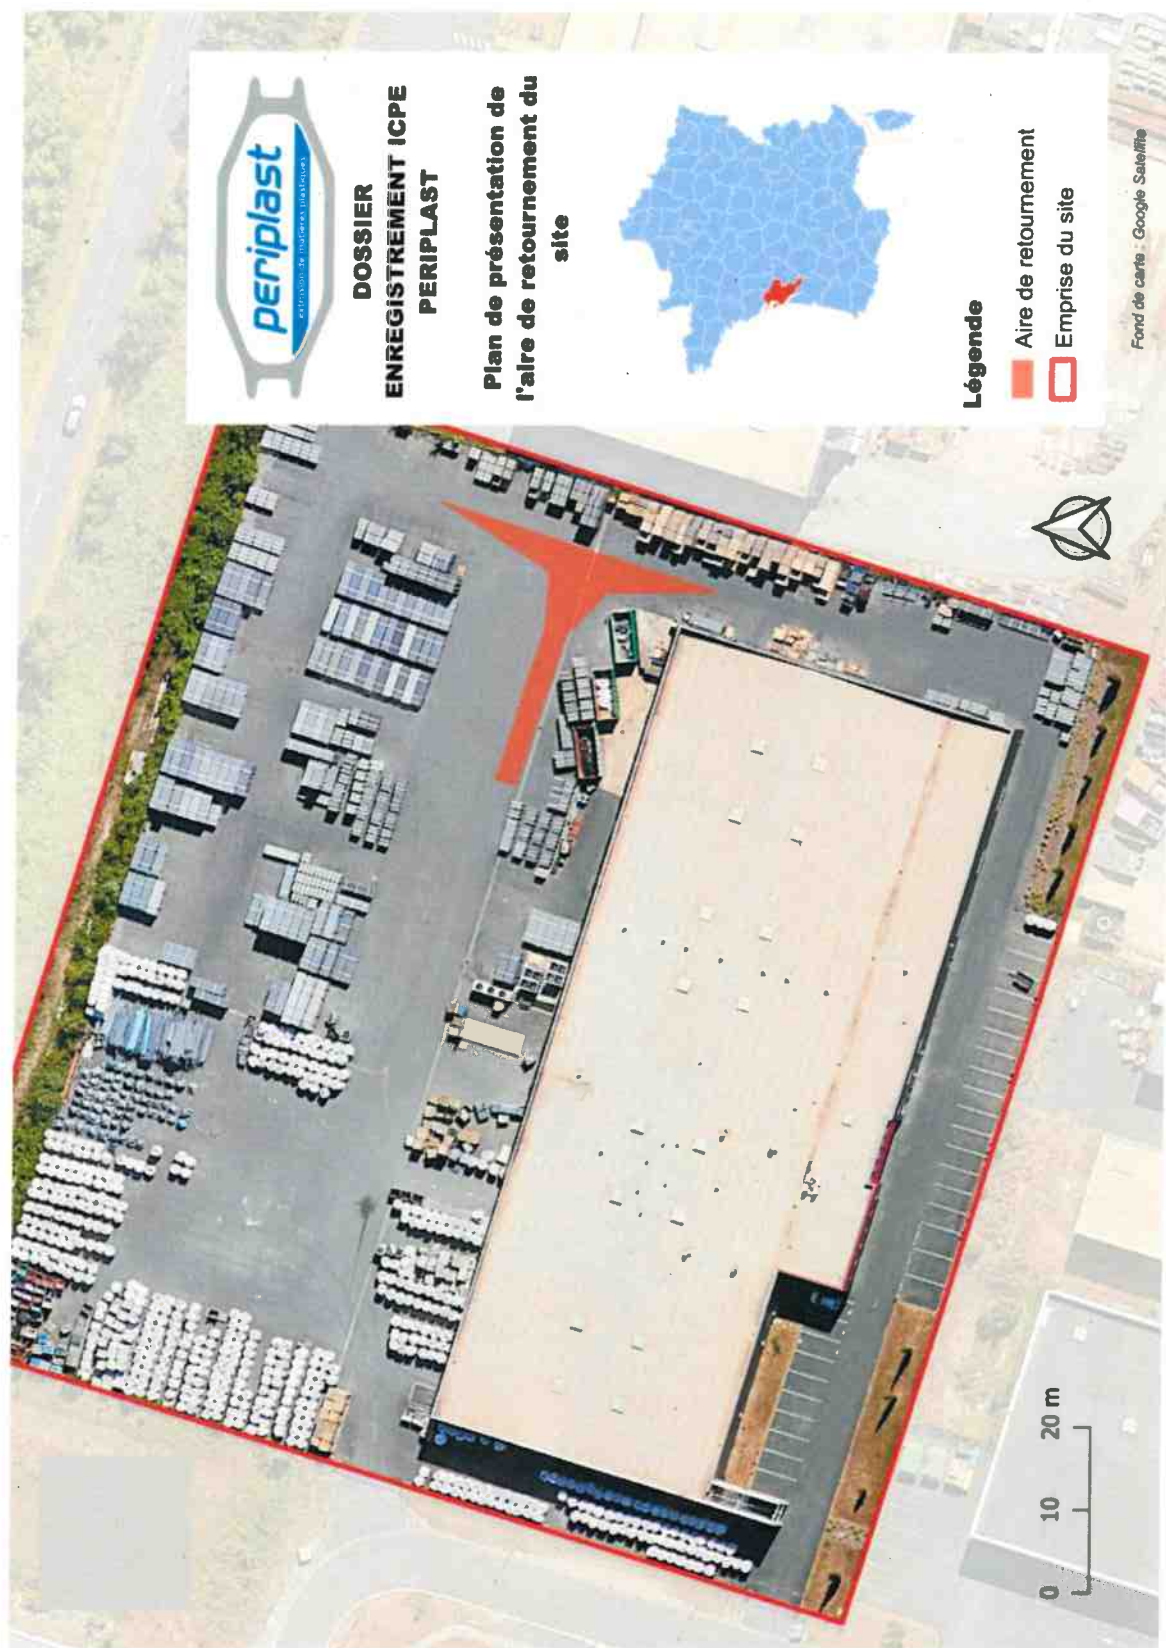 periplast
extrusion de matières plastiques
DOSSIER
ENREGISTREMENT ICPE
PERIPLAST
Plan de présentation de
l'aire de retournement du
site
Légende
Aire de retournement
Emprise du site
Fond de carte : Google Satellite
0 10 20 m